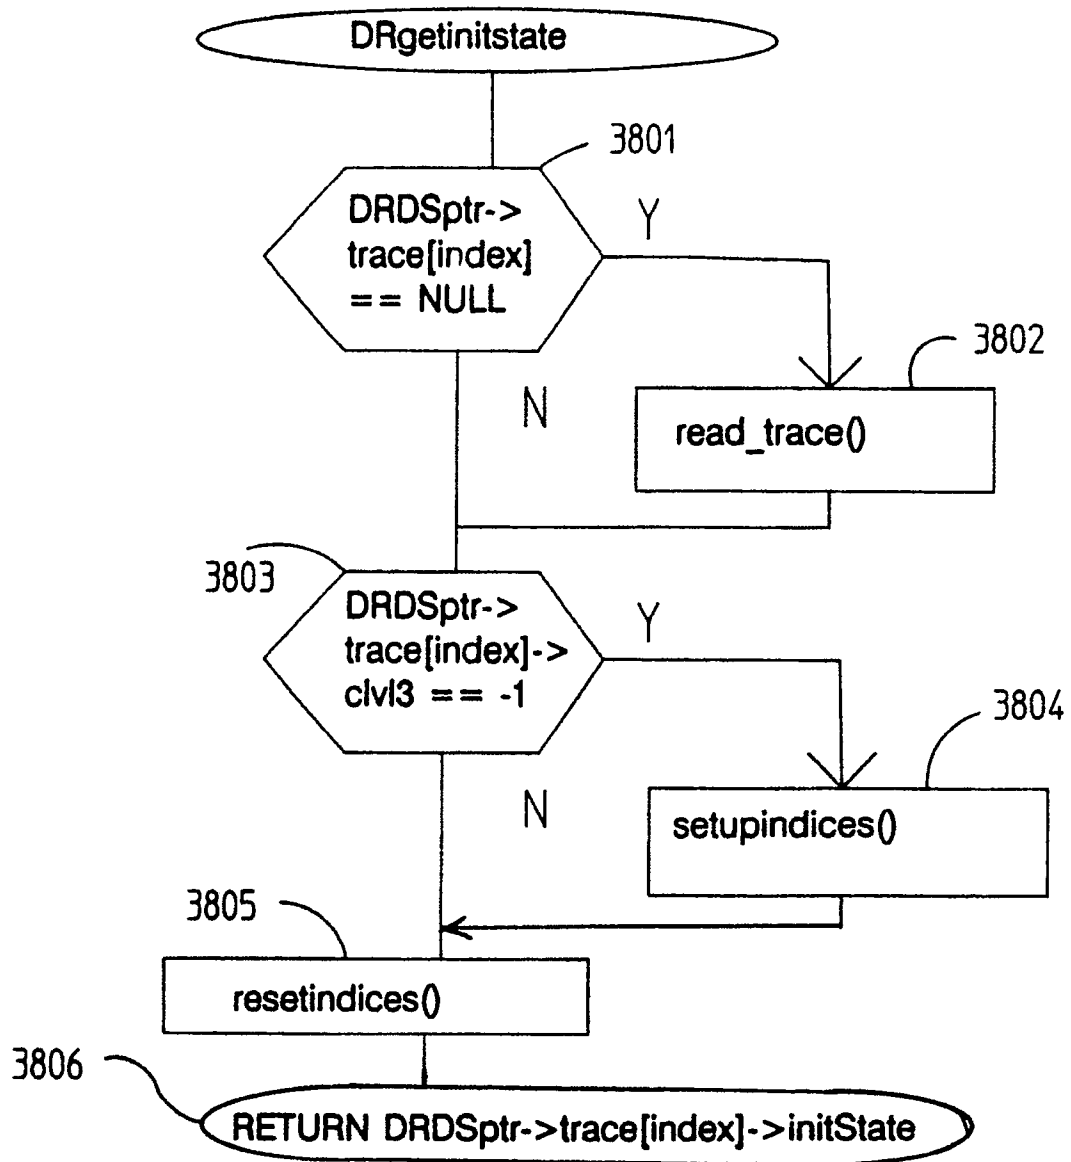 DRgetinitstate
3801
DRDSptr->
trace[index]
== NULL
Y
N
3802
read_trace()
3803
DRDSptr->
trace[index]->
clvl3 == -1
Y
N
3804
setupindices()
3805
resetindices()
3806
RETURN DRDSptr->trace[index]->initState